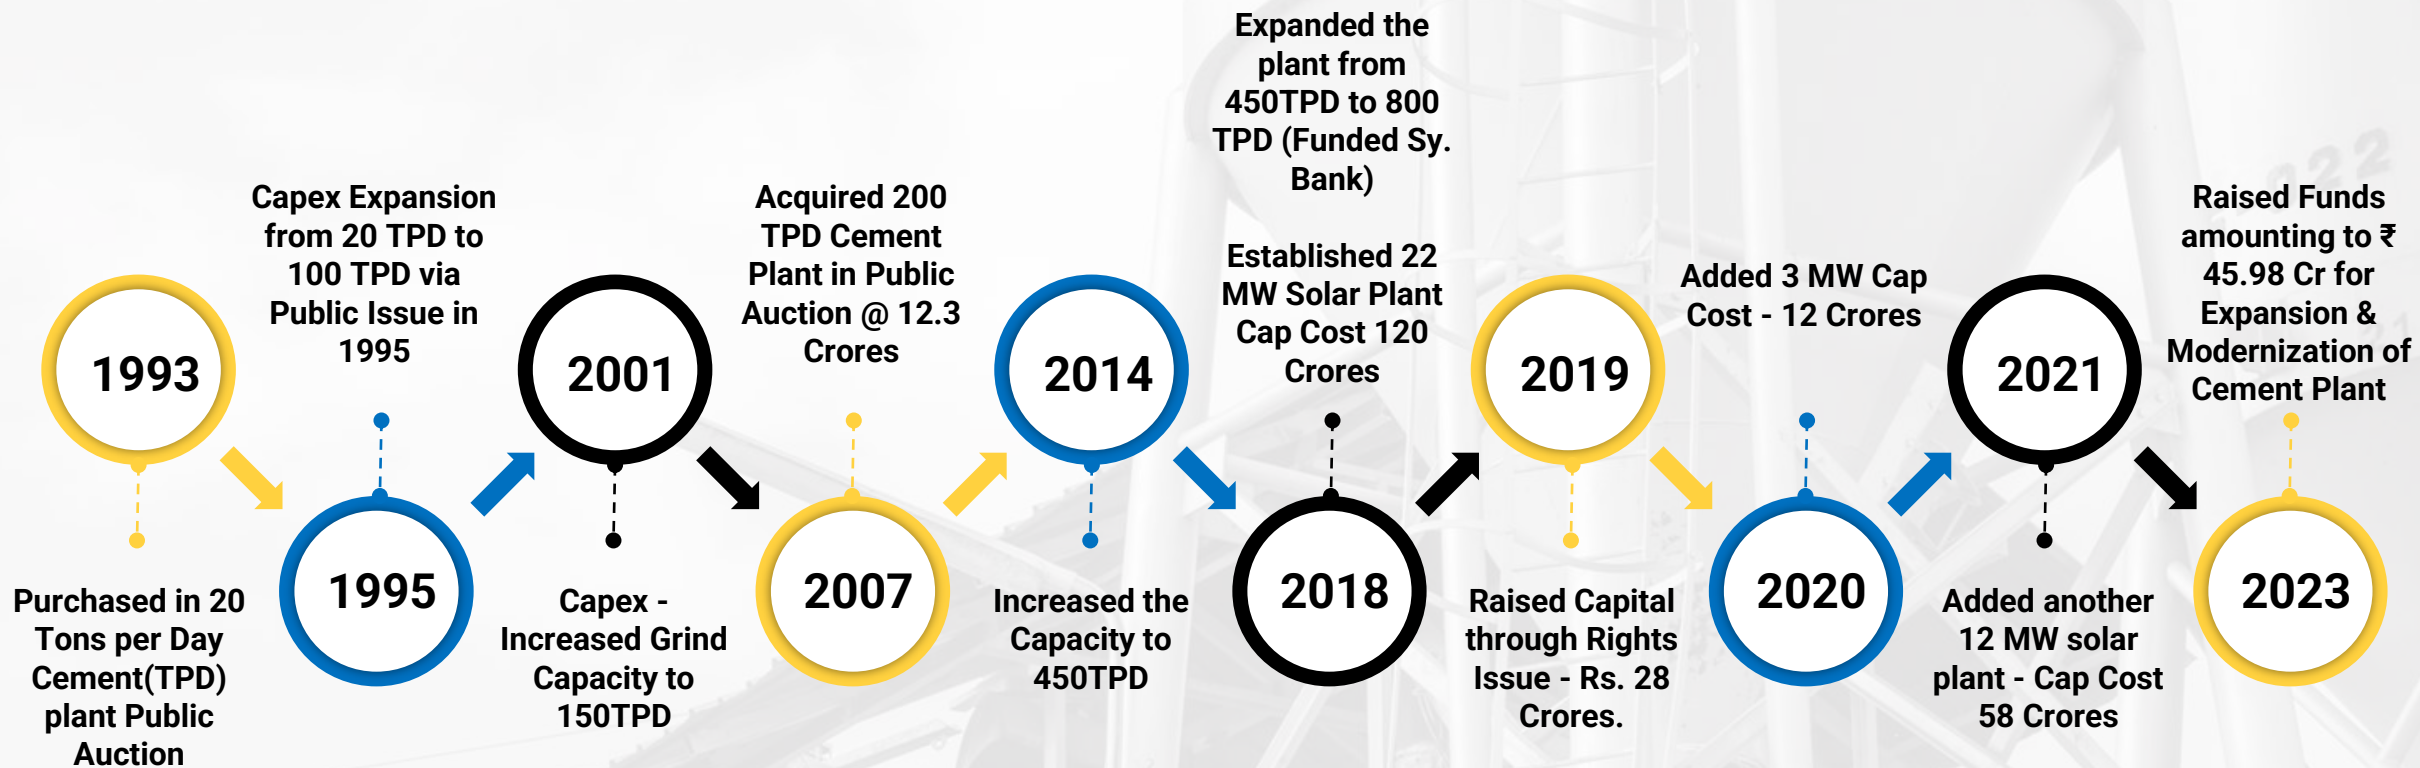 1993
Purchased in 20
Tons per Day
Cement(TPD)
plant Public
Auction
Capex Expansion
from 20 TPD to
100 TPD via
Public Issue in
1995
1995
2001
Capex -
Increased Grind
Capacity to
150TPD
Acquired 200
TPD Cement
Plant in Public
Auction @ 12.3
Crores
2007
2014
Increased the
Capacity to
450TPD
Expanded the
plant from
450TPD to 800
TPD (Funded Sy.
Bank)
Established 22
MW Solar Plant
Cap Cost 120
Crores
2018
2019
Raised Capital
through Rights
Issue - Rs. 28
Crores.
Added 3 MW Cap
Cost - 12 Crores
2020
2021
Added another
12 MW solar
plant - Cap Cost
58 Crores
Raised Funds
amounting to ₹
45.98 Cr for
Expansion &
Modernization of
Cement Plant
2023